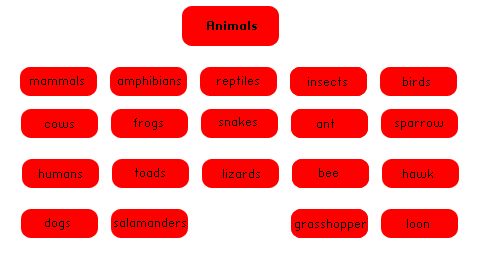 Animals
mammals amphibians reptiles insects birds
cows frogs snakes ant sparrow
humans toads lizards bee hawk
dogs salamanders grasshopper loon